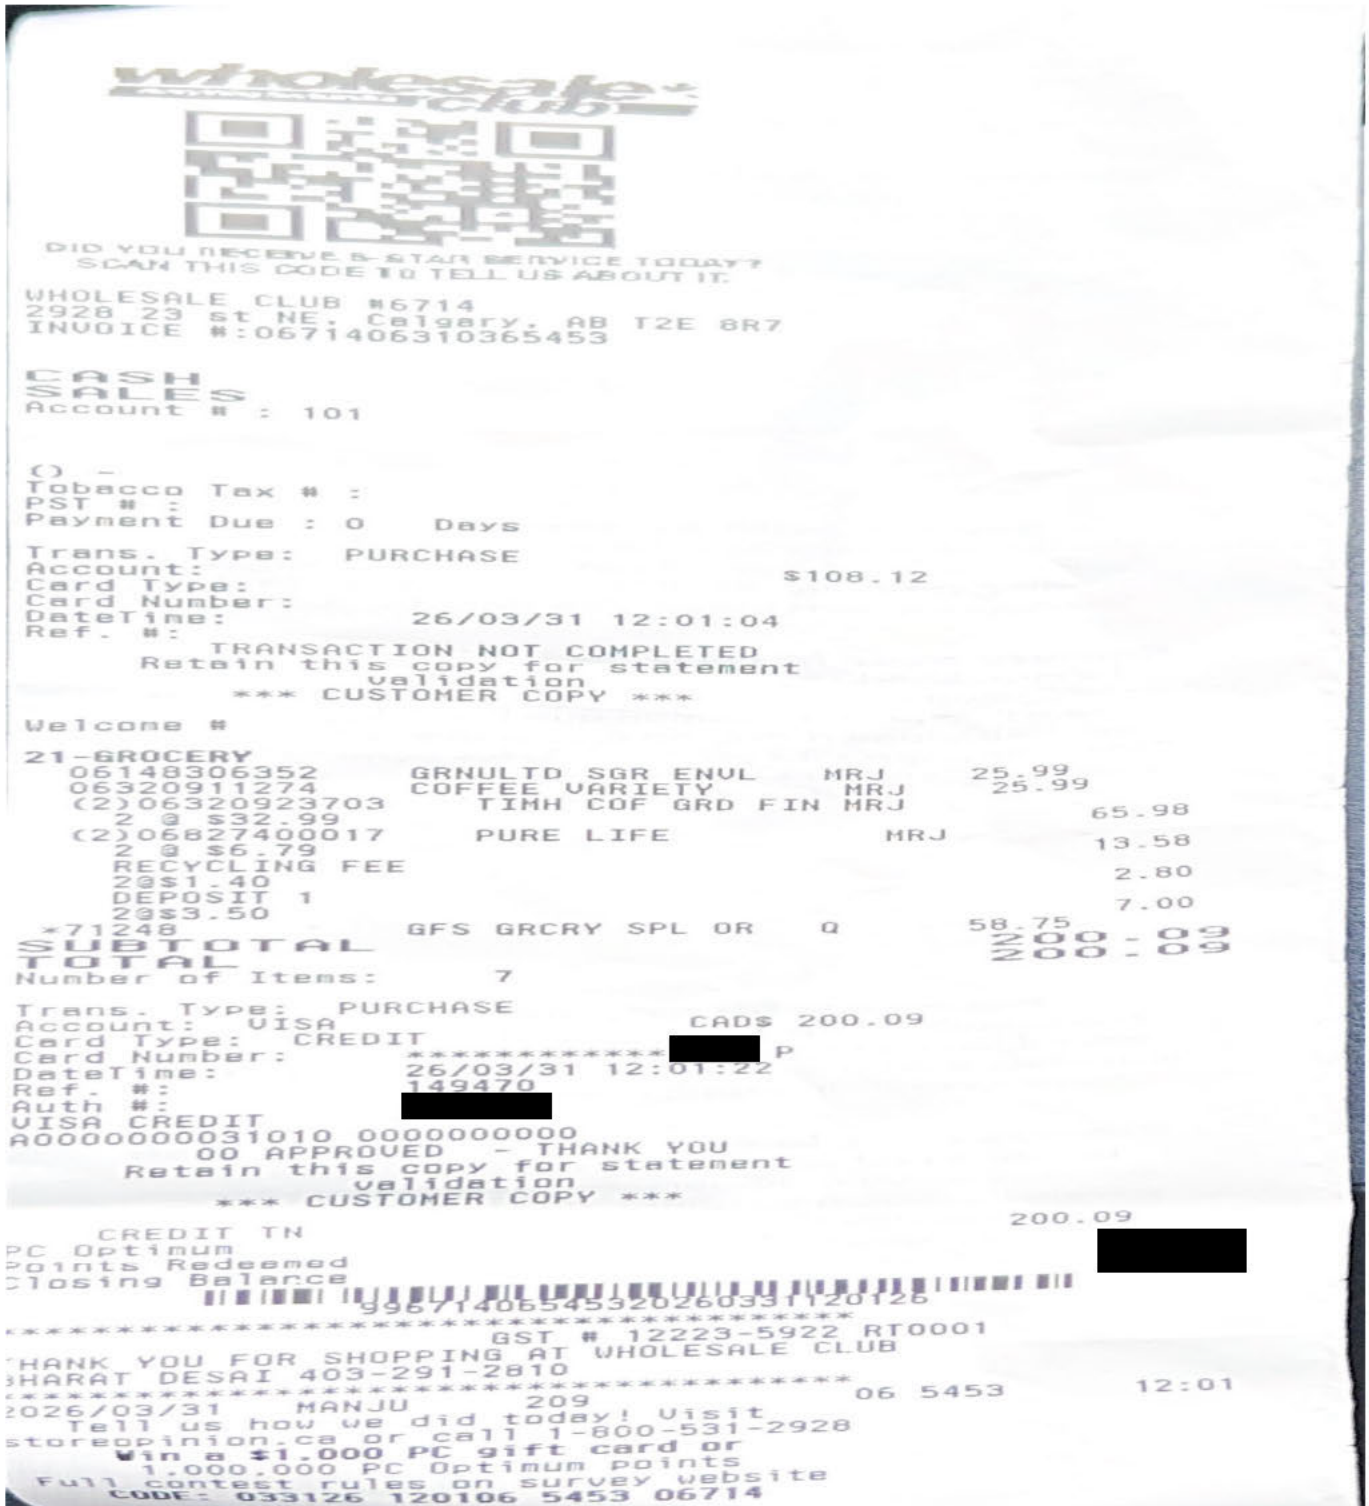 wholesale club
DID YOU RECEIVE 5-STAR SERVICE TODAY?
SCAN THIS CODE TO TELL US ABOUT IT.
WHOLESALE CLUB #6714
2928 23 st NE, Calgary, AB T2E 8R7
INVOICE #:0671406310365453
CASH
SALES
Account # : 101
() -
Tobacco Tax # :
PST # :
Payment Due : 0 Days
Trans. Type: PURCHASE
Account: $108.12
Card Type:
Card Number:
DateTime: 26/03/31 12:01:04
Ref. #:
TRANSACTION NOT COMPLETED
Retain this copy for statement
validation
*** CUSTOMER COPY ***
Welcome #
21-GROCERY
06148306352 GRNULTD SGR ENVL MRJ 25.99
06320911274 COFFEE VARIETY MRJ 25.99
(2)06320923703 TIMH COF GRD FIN MRJ
2 @ $32.99 65.98
(2)06827400017 PURE LIFE MRJ
2 @ $6.79 13.58
RECYCLING FEE
2@$1.40 2.80
DEPOSIT 1
2@$3.50 7.00
*71248 GFS GRCRY SPL OR Q 58.75
SUBTOTAL 200.09
TOTAL 200.09
Number of Items: 7
Trans. Type: PURCHASE
Account: VISA CAD$ 200.09
Card Type: CREDIT
Card Number: ************ P
DateTime: 26/03/31 12:01:22
Ref. #: 149470
Auth #:
VISA CREDIT
A0000000031010 0000000000
00 APPROVED - THANK YOU
Retain this copy for statement
validation
*** CUSTOMER COPY ***
CREDIT TN 200.09
PC Optimum
Points Redeemed
Closing Balance
99671406545320260331120126
****************************************
GST # 12223-5922 RT0001
THANK YOU FOR SHOPPING AT WHOLESALE CLUB
BHARAT DESAI 403-291-2810
****************************************
2026/03/31 MANJU 209 06 5453 12:01
Tell us how we did today! Visit
storeopinion.ca or call 1-800-531-2928
Win a $1,000 PC gift card or
1,000,000 PC Optimum points
Full contest rules on survey website
CODE: 033126 120106 5453 06714